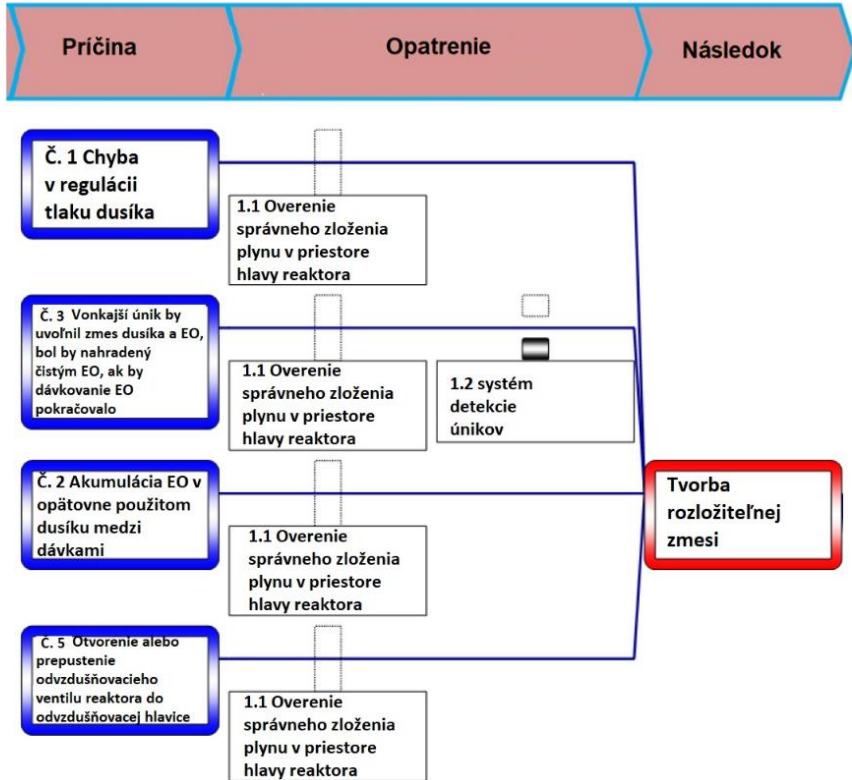 Príčina
Opatrenie
Následok
Č. 1 Chyba
v regulácii
tlaku dusíka
1.1 Overenie
správneho zloženia
plynu v priestore
hlavy reaktora
Č. 3 Vonkajší únik by
uvoľnil zmes dusíka a EO,
bol by nahradený
čistým EO, ak by
dávkovanie EO
pokračovalo
1.1 Overenie
správneho zloženia
plynu v priestore
hlavy reaktora
1.2 systém
detekcie
únikov
Č. 2 Akumulácia EO v
opätovne použitom
dusíku medzi
dávkami
1.1 Overenie
správneho zloženia
plynu v priestore
hlavy reaktora
Tvorba
rozložiteľnej
zmesi
Č. 5 Otvorenie alebo
prepustenie
odvzdušňovacieho
ventilu reaktora do
odvzdušňovacej hlavice
1.1 Overenie
správneho zloženia
plynu v priestore
hlavy reaktora